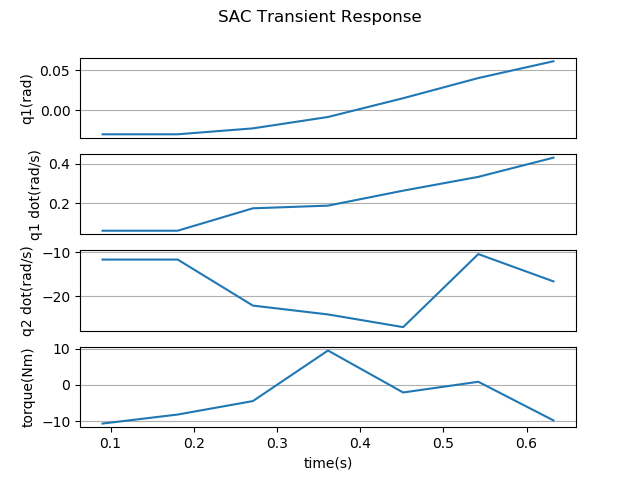 SAC Transient Response
q1(rad)
0.05
0.00
q1 dot(rad/s)
0.4
0.2
q2 dot(rad/s)
−10
−20
torque(Nm)
10
0
−10
0.1 0.2 0.3 0.4 0.5 0.6
time(s)